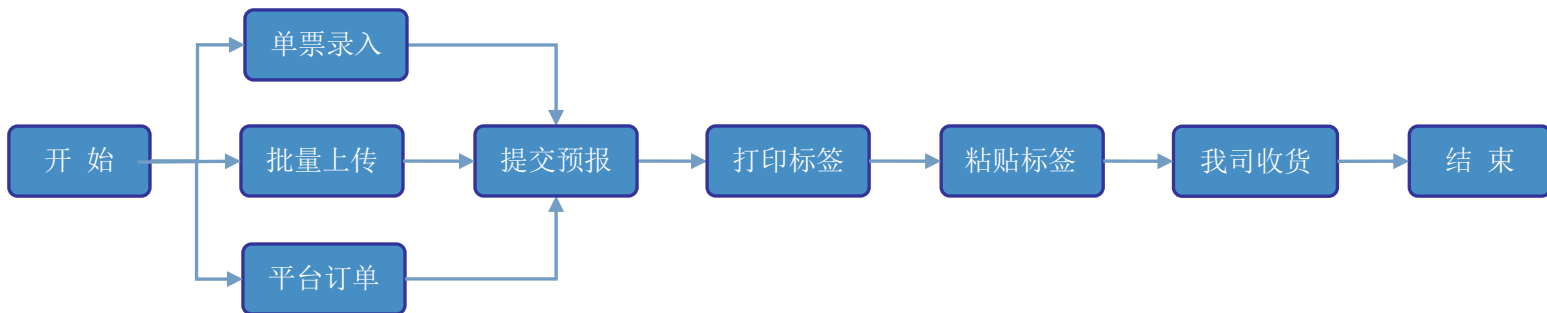 单票录入
开 始
批量上传
提交预报
打印标签
粘贴标签
我司收货
结 束
平台订单